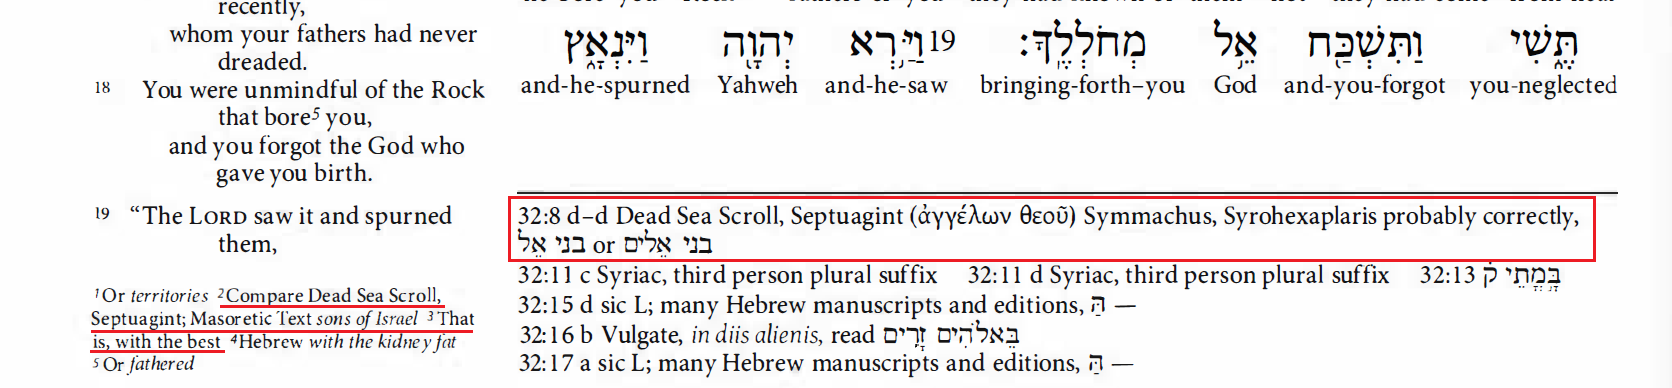 recently,
whom your fathers had never
dreaded.
18 You were unmindful of the Rock
that bore⁵ you,
and you forgot the God who
gave you birth.
19 “The LORD saw it and spurned
them,
¹Or territories ²Compare Dead Sea Scroll,
Septuagint; Masoretic Text sons of Israel ³That
is, with the best ⁴Hebrew with the kidney fat
⁵Or fathered
תֶּ֑שִׁי וַתִּשְׁכַּ֖ח אֵ֥ל מְחֹלְלֶֽךָ׃ 19 וַיַּ֥רְא יְהוָ֖ה וַיִּנְאָ֑ץ
and-he-spurned Yahweh and-he-saw bringing-forth–you God and-you-forgot you-neglected
32:8 d–d Dead Sea Scroll, Septuagint (ἀγγέλων θεοῦ) Symmachus, Syrohexaplaris probably correctly,
בני אֵל or בני אֵלים
32:11 c Syriac, third person plural suffix 32:11 d Syriac, third person plural suffix 32:13 בָּמֳתֵי ק
32:15 d sic L; many Hebrew manuscripts and editions, הַּ —
32:16 b Vulgate, in diis alienis, read בֵּאלֹהִים זָרִים
32:17 a sic L; many Hebrew manuscripts and editions, הַּ —